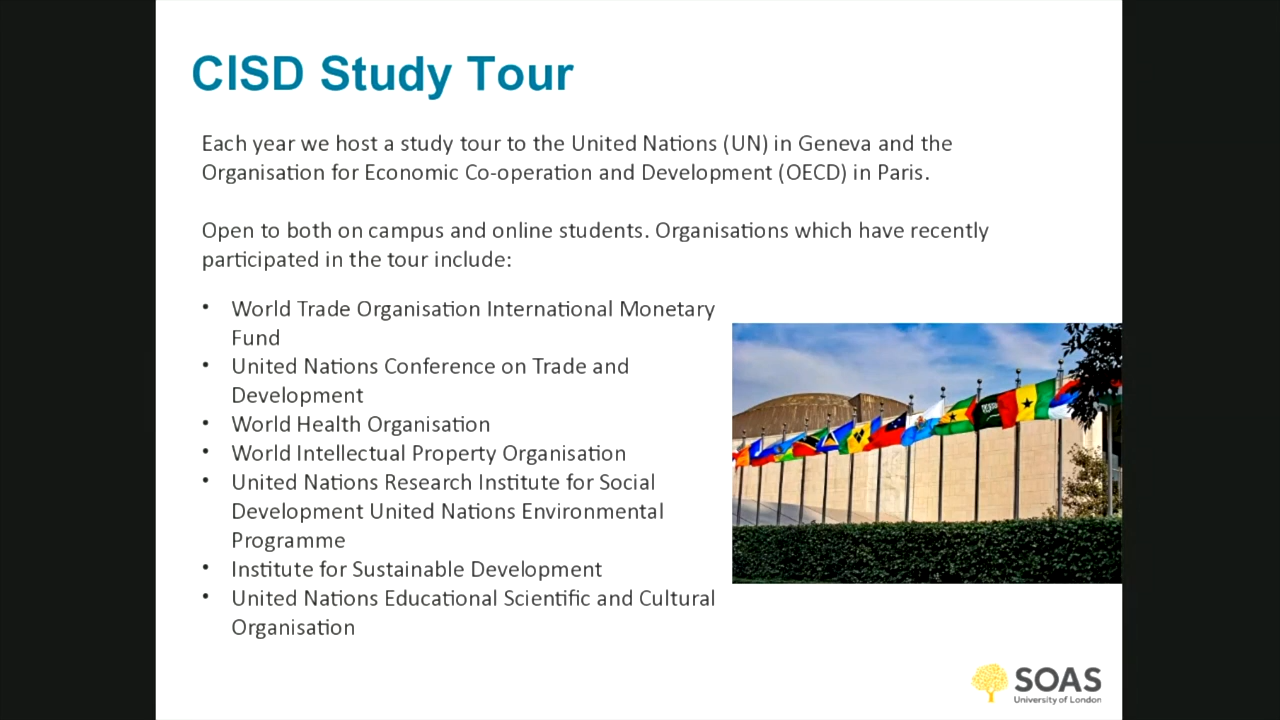 CISD Study Tour
Each year we host a study tour to the United Nations (UN) in Geneva and the
Organisation for Economic Co-operation and Development (OECD) in Paris.
Open to both on campus and online students. Organisations which have recently
participated in the tour include:
• World Trade Organisation International Monetary
Fund
• United Nations Conference on Trade and
Development
• World Health Organisation
• World Intellectual Property Organisation
• United Nations Research Institute for Social
Development United Nations Environmental
Programme
• Institute for Sustainable Development
• United Nations Educational Scientific and Cultural
Organisation
SOAS
University of London